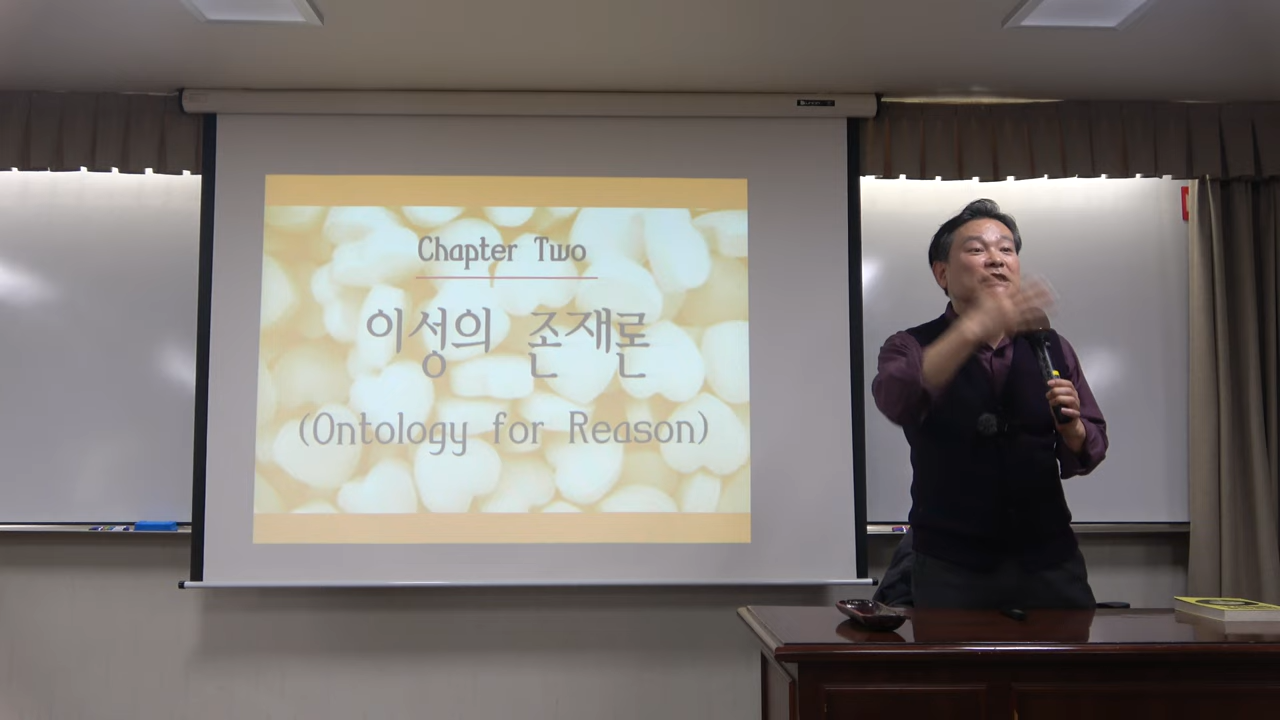 Chapter Two
이성의 존재론
(Ontology for Reason)